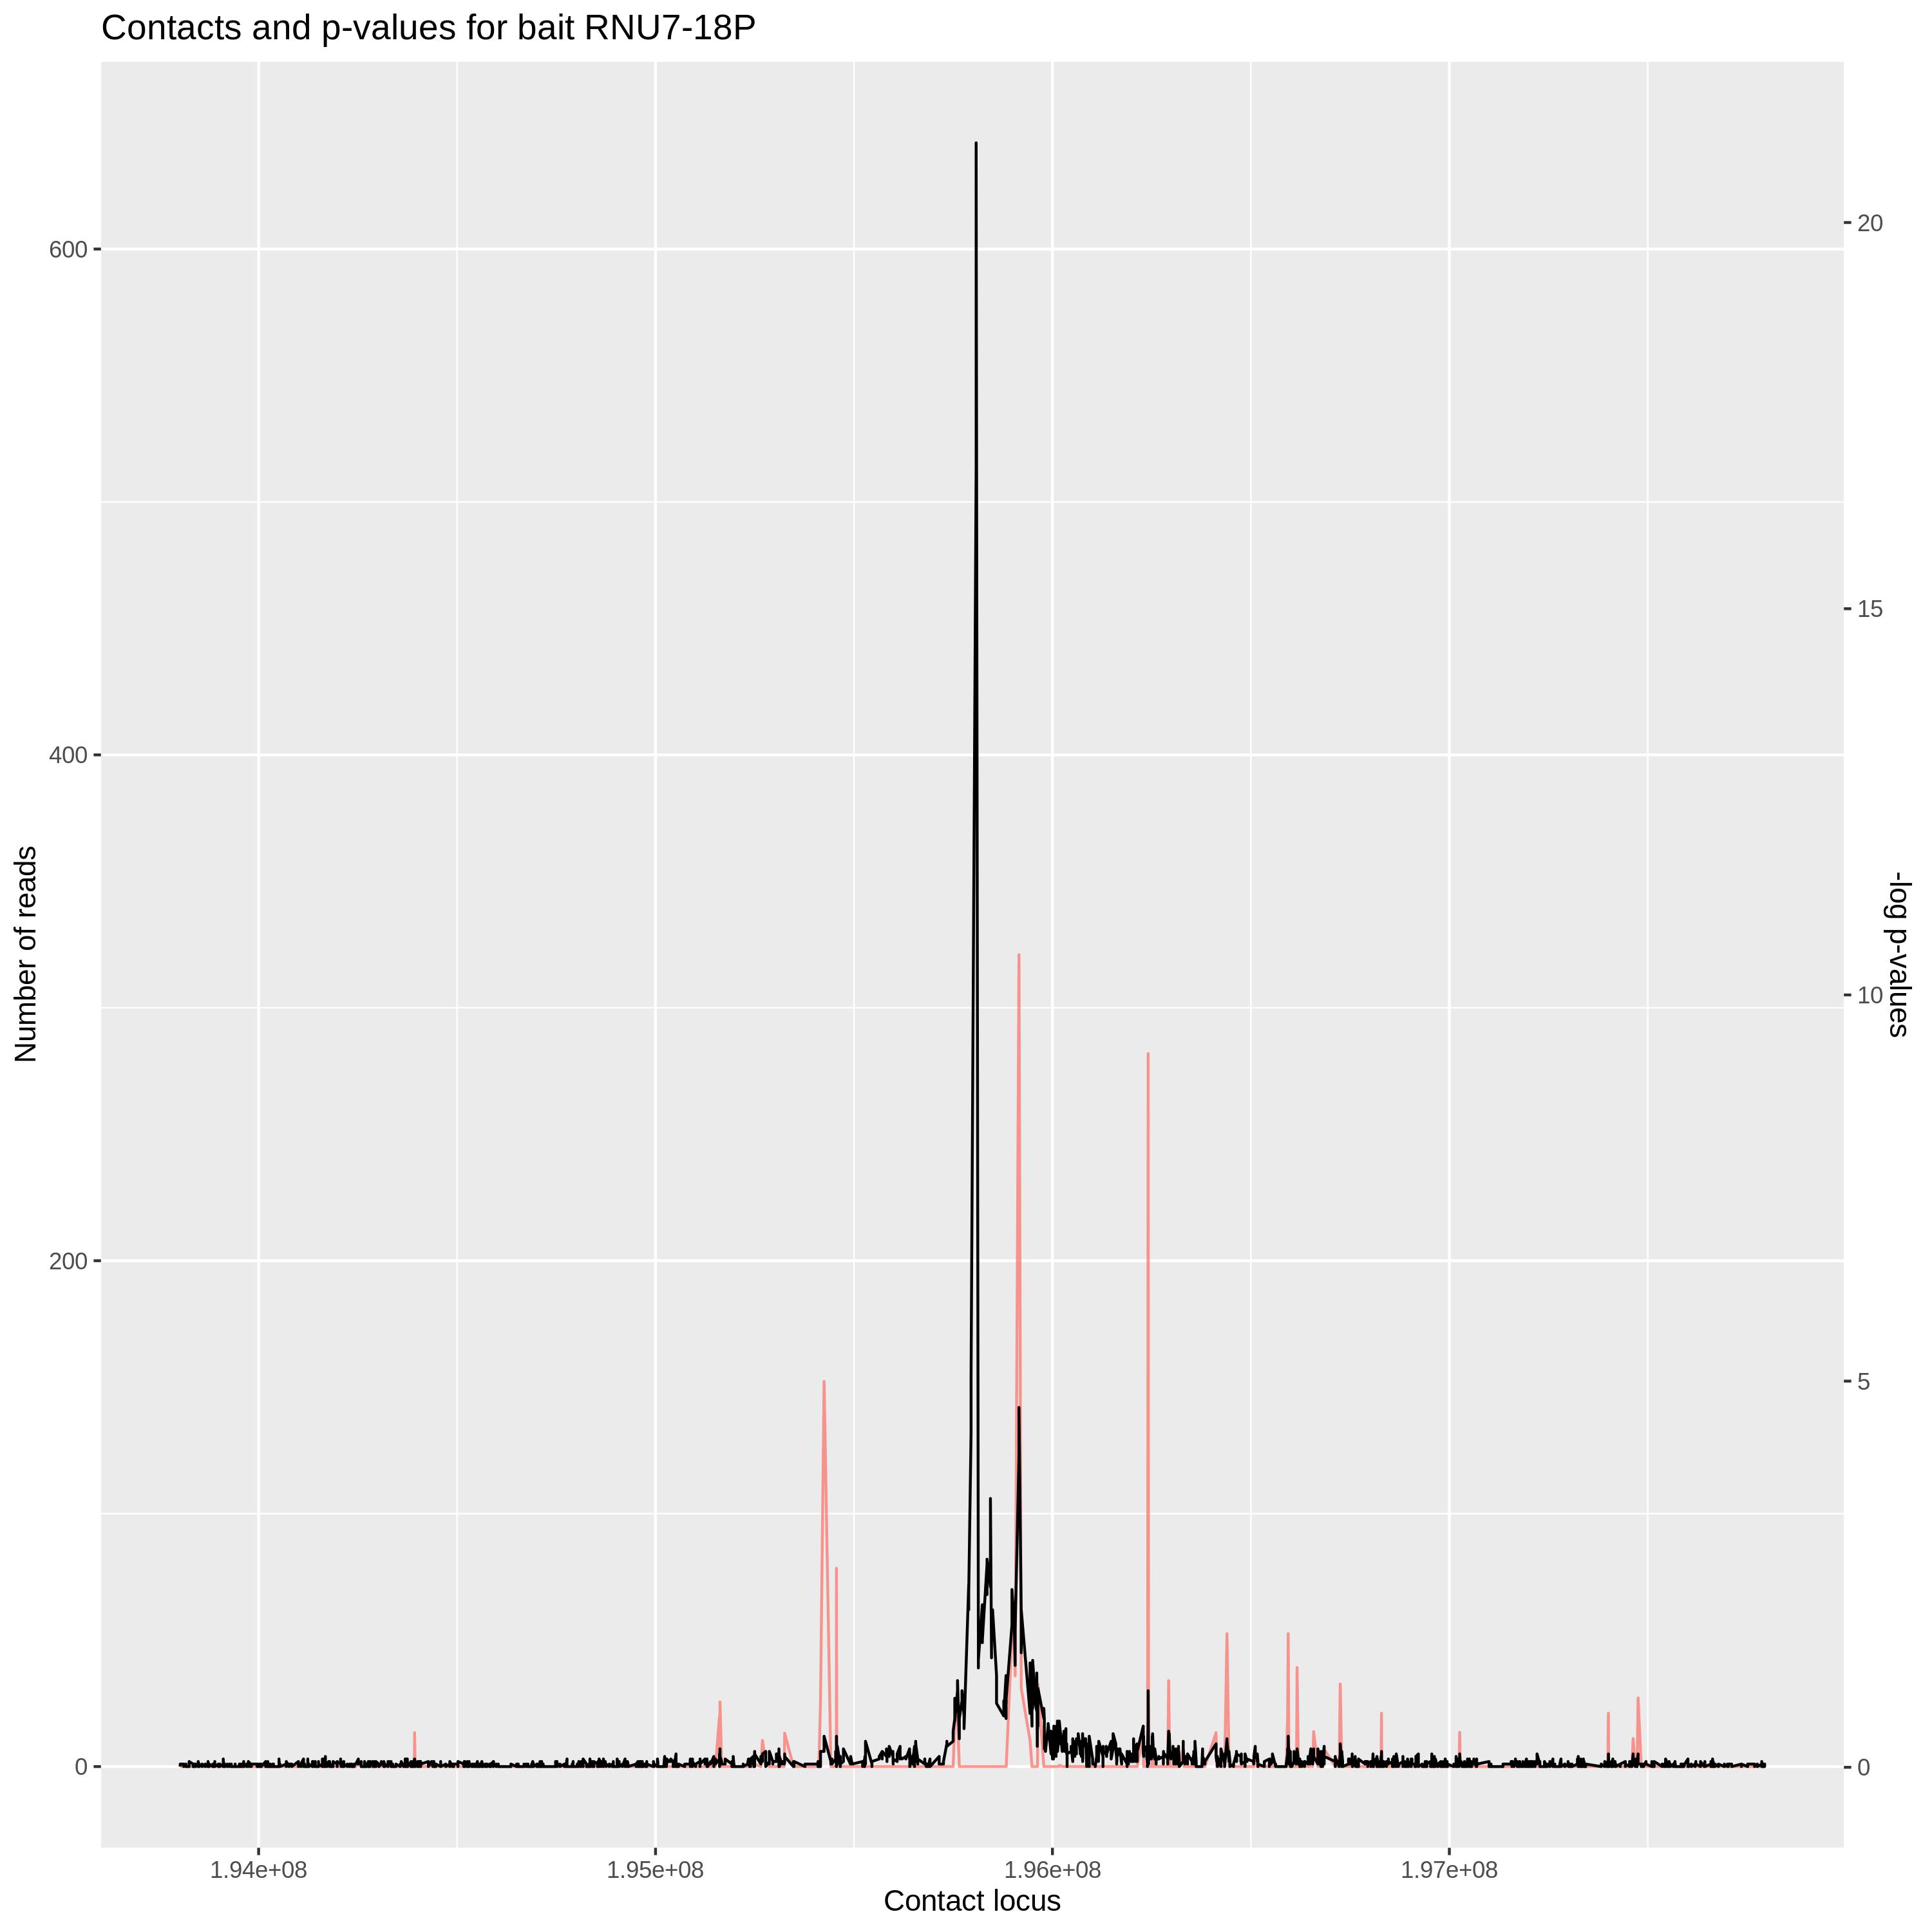 Contacts and p-values for bait RNU7-18P
600
400
200
0
Number of reads
20
15
10
5
0
-log p-values
1.94e+08
1.95e+08
1.96e+08
1.97e+08
Contact locus